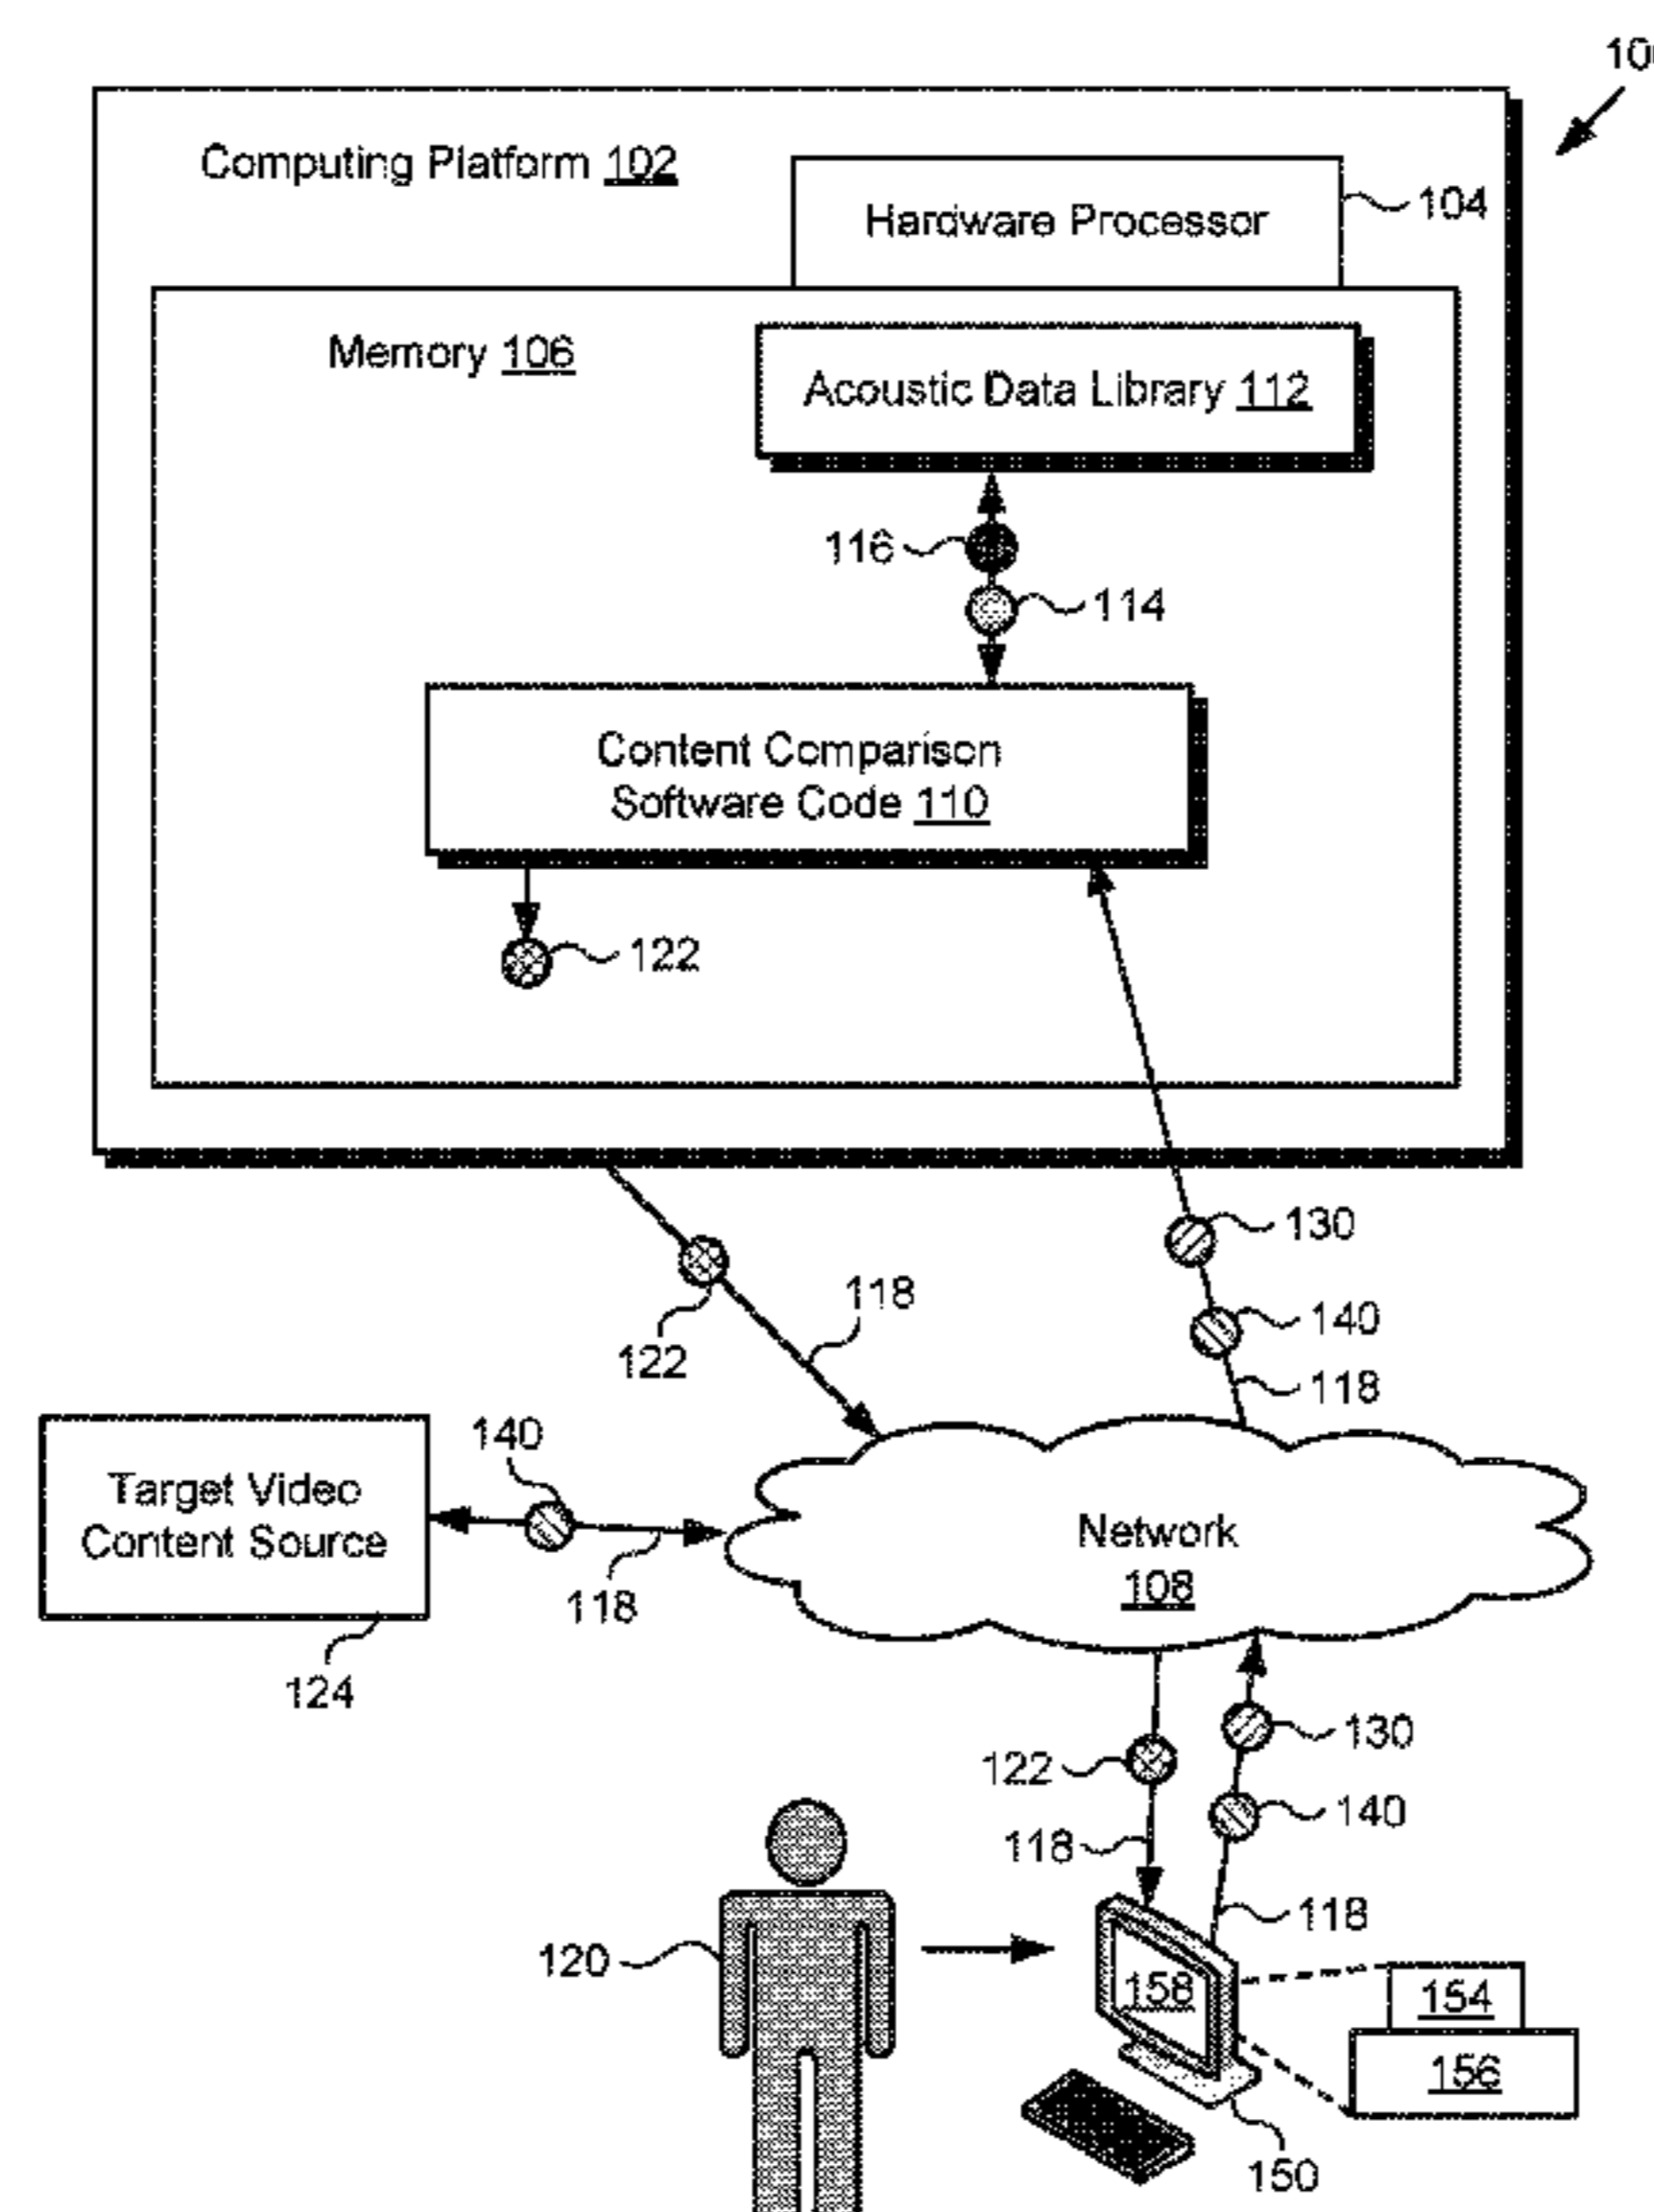 10
Computing Platform 102
Hardware Processor
104
Memory 106
Acoustic Data Library 112
116
114
Content Comparison
Software Code 110
122
130
118
140
122
118
140
Target Video
Content Source
Network
108
118
124
130
122
140
118
118
120
158
154
156
150